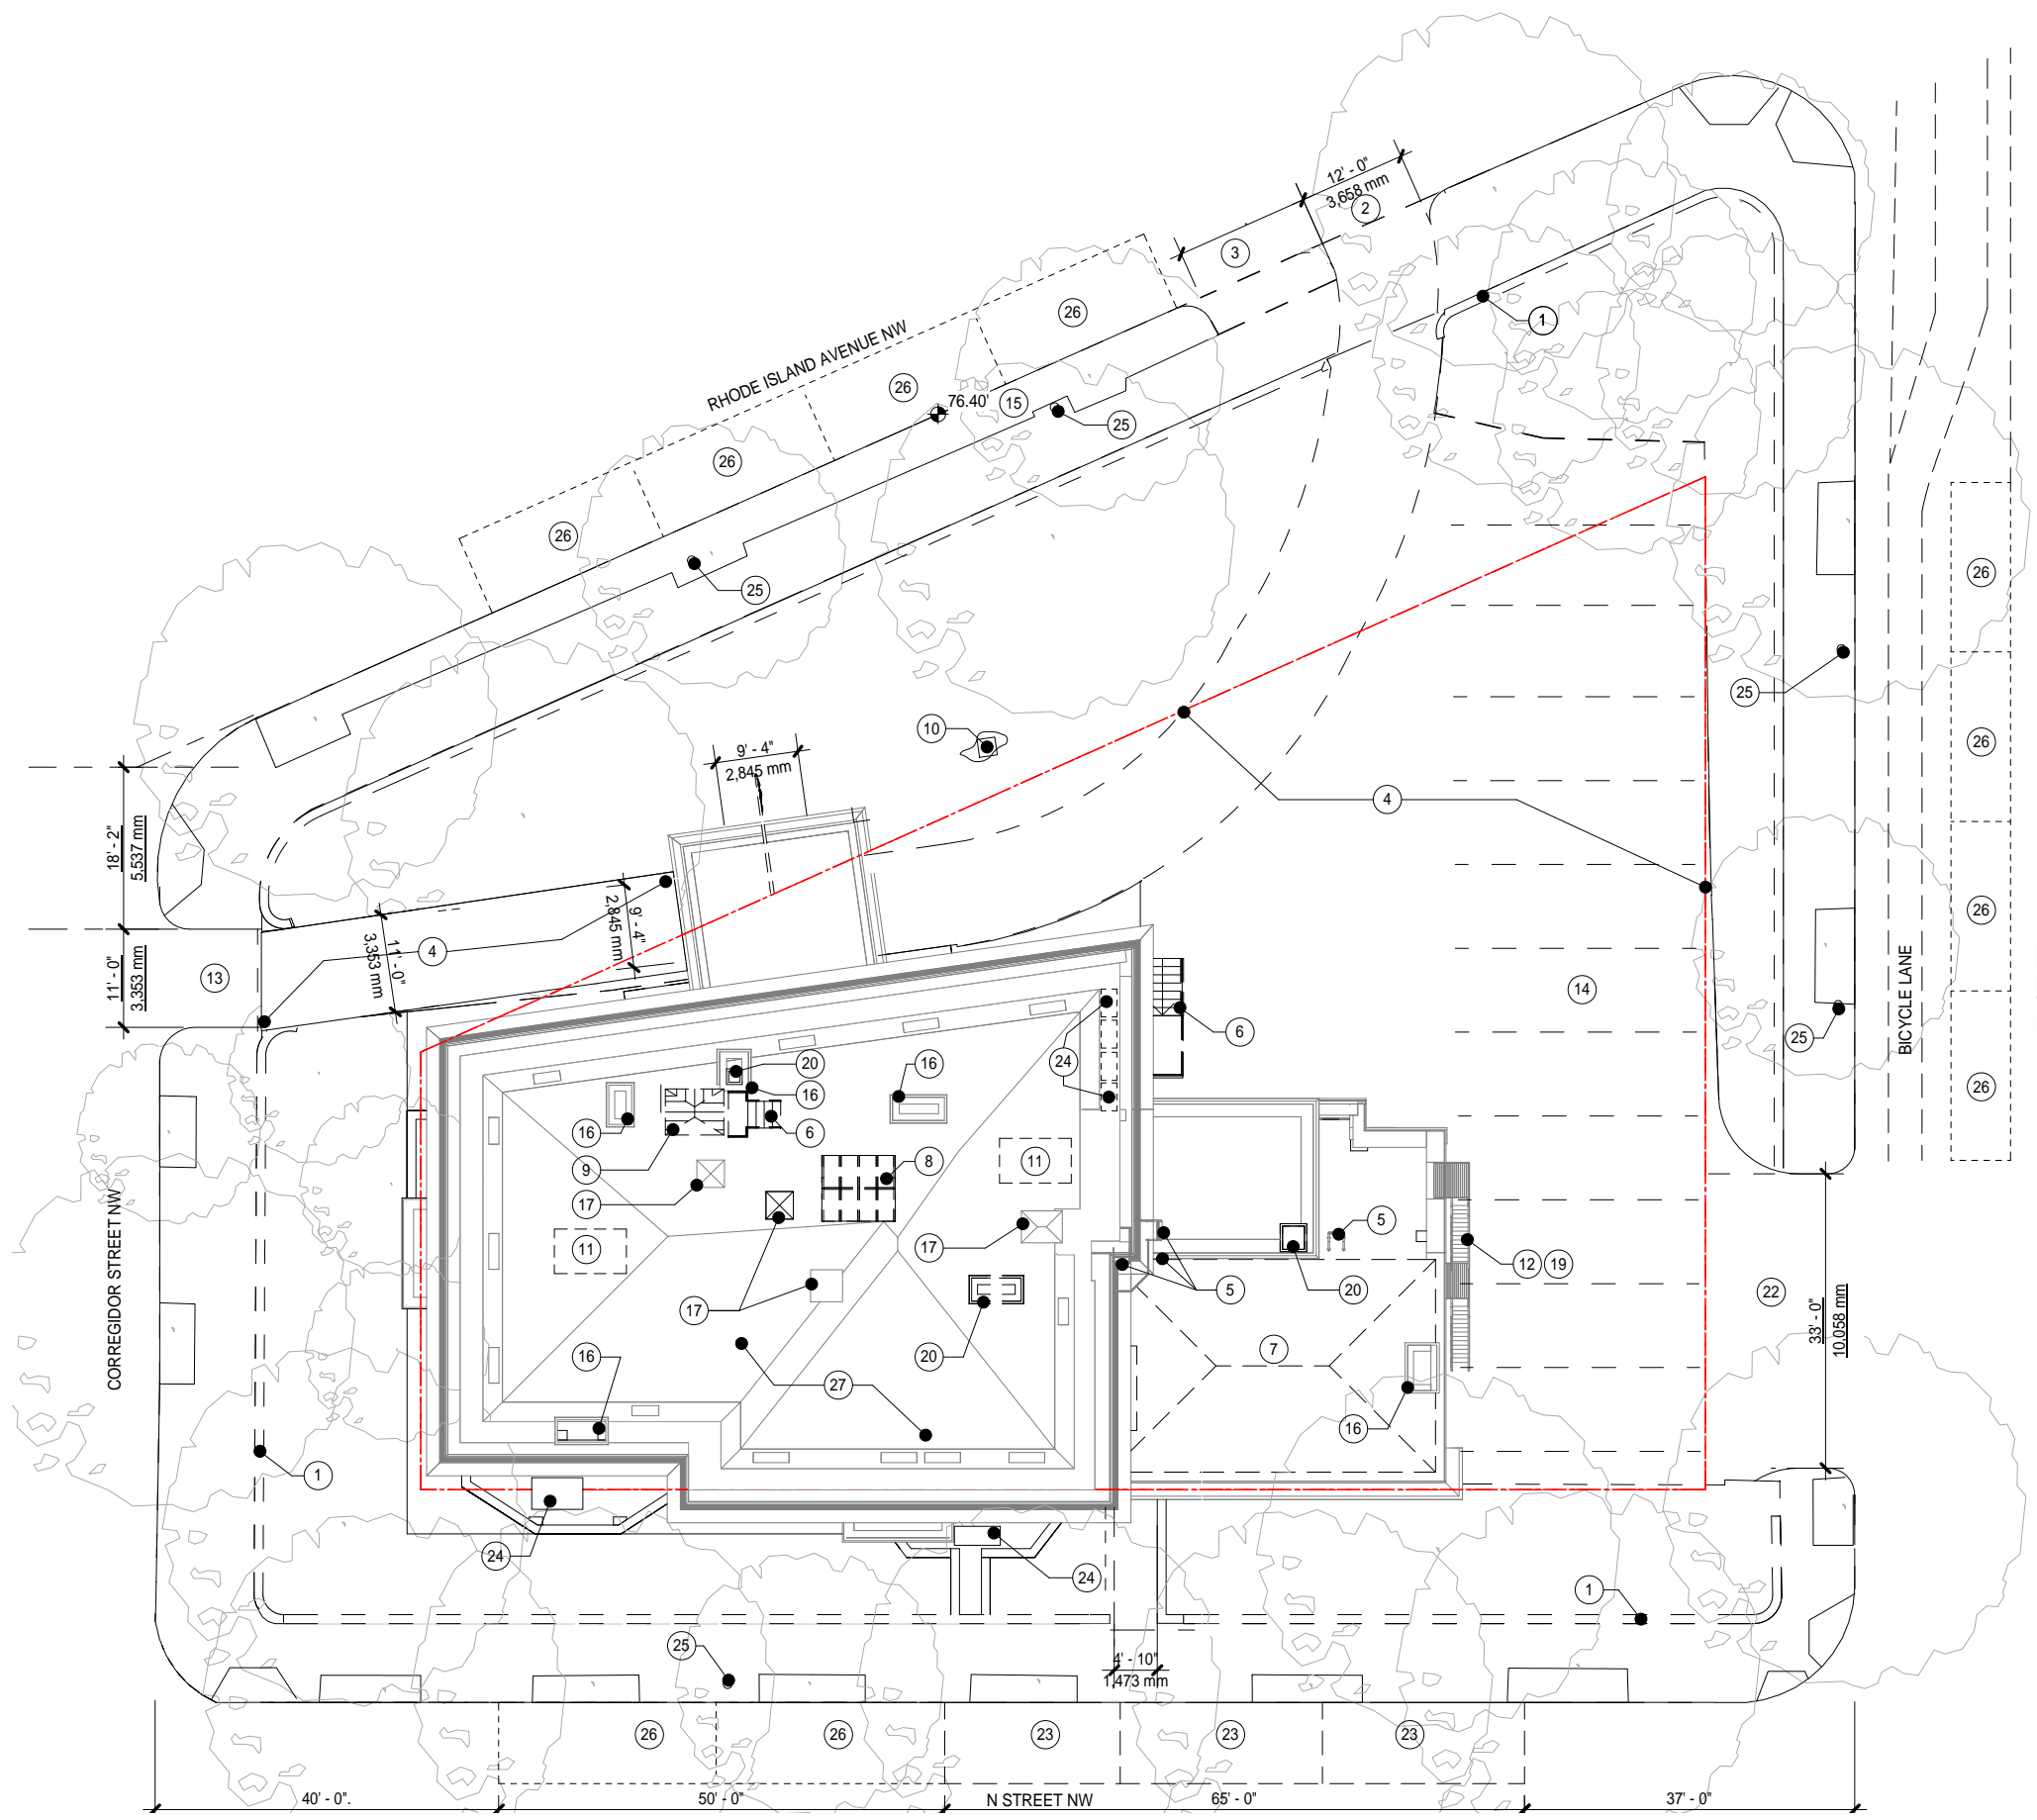 12' - 0"
3,658 mm
2
3
1
RHODE ISLAND AVENUE NW
26
26
76.40'
15
25
26
26
25
26
25
26
4
10
9' - 4"
2,845 mm
18' - 2"
5,537 mm
11' - 0"
3,353 mm
13
4
11' - 0"
3,353 mm
9' - 4"
2,845 mm
26
14
BICYCLE LANE
25
26
6
24
20
16
16
16
6
9
8
11
17
17
11
5
5
12
19
20
22
33' - 0"
10,058 mm
17
20
7
16
27
16
CORREGIDOR STREET NW
1
24
24
1
25
4' - 10"
1,473 mm
26
26
23
23
23
40' - 0".
50' - 0"
N STREET NW
65' - 0"
37' - 0"